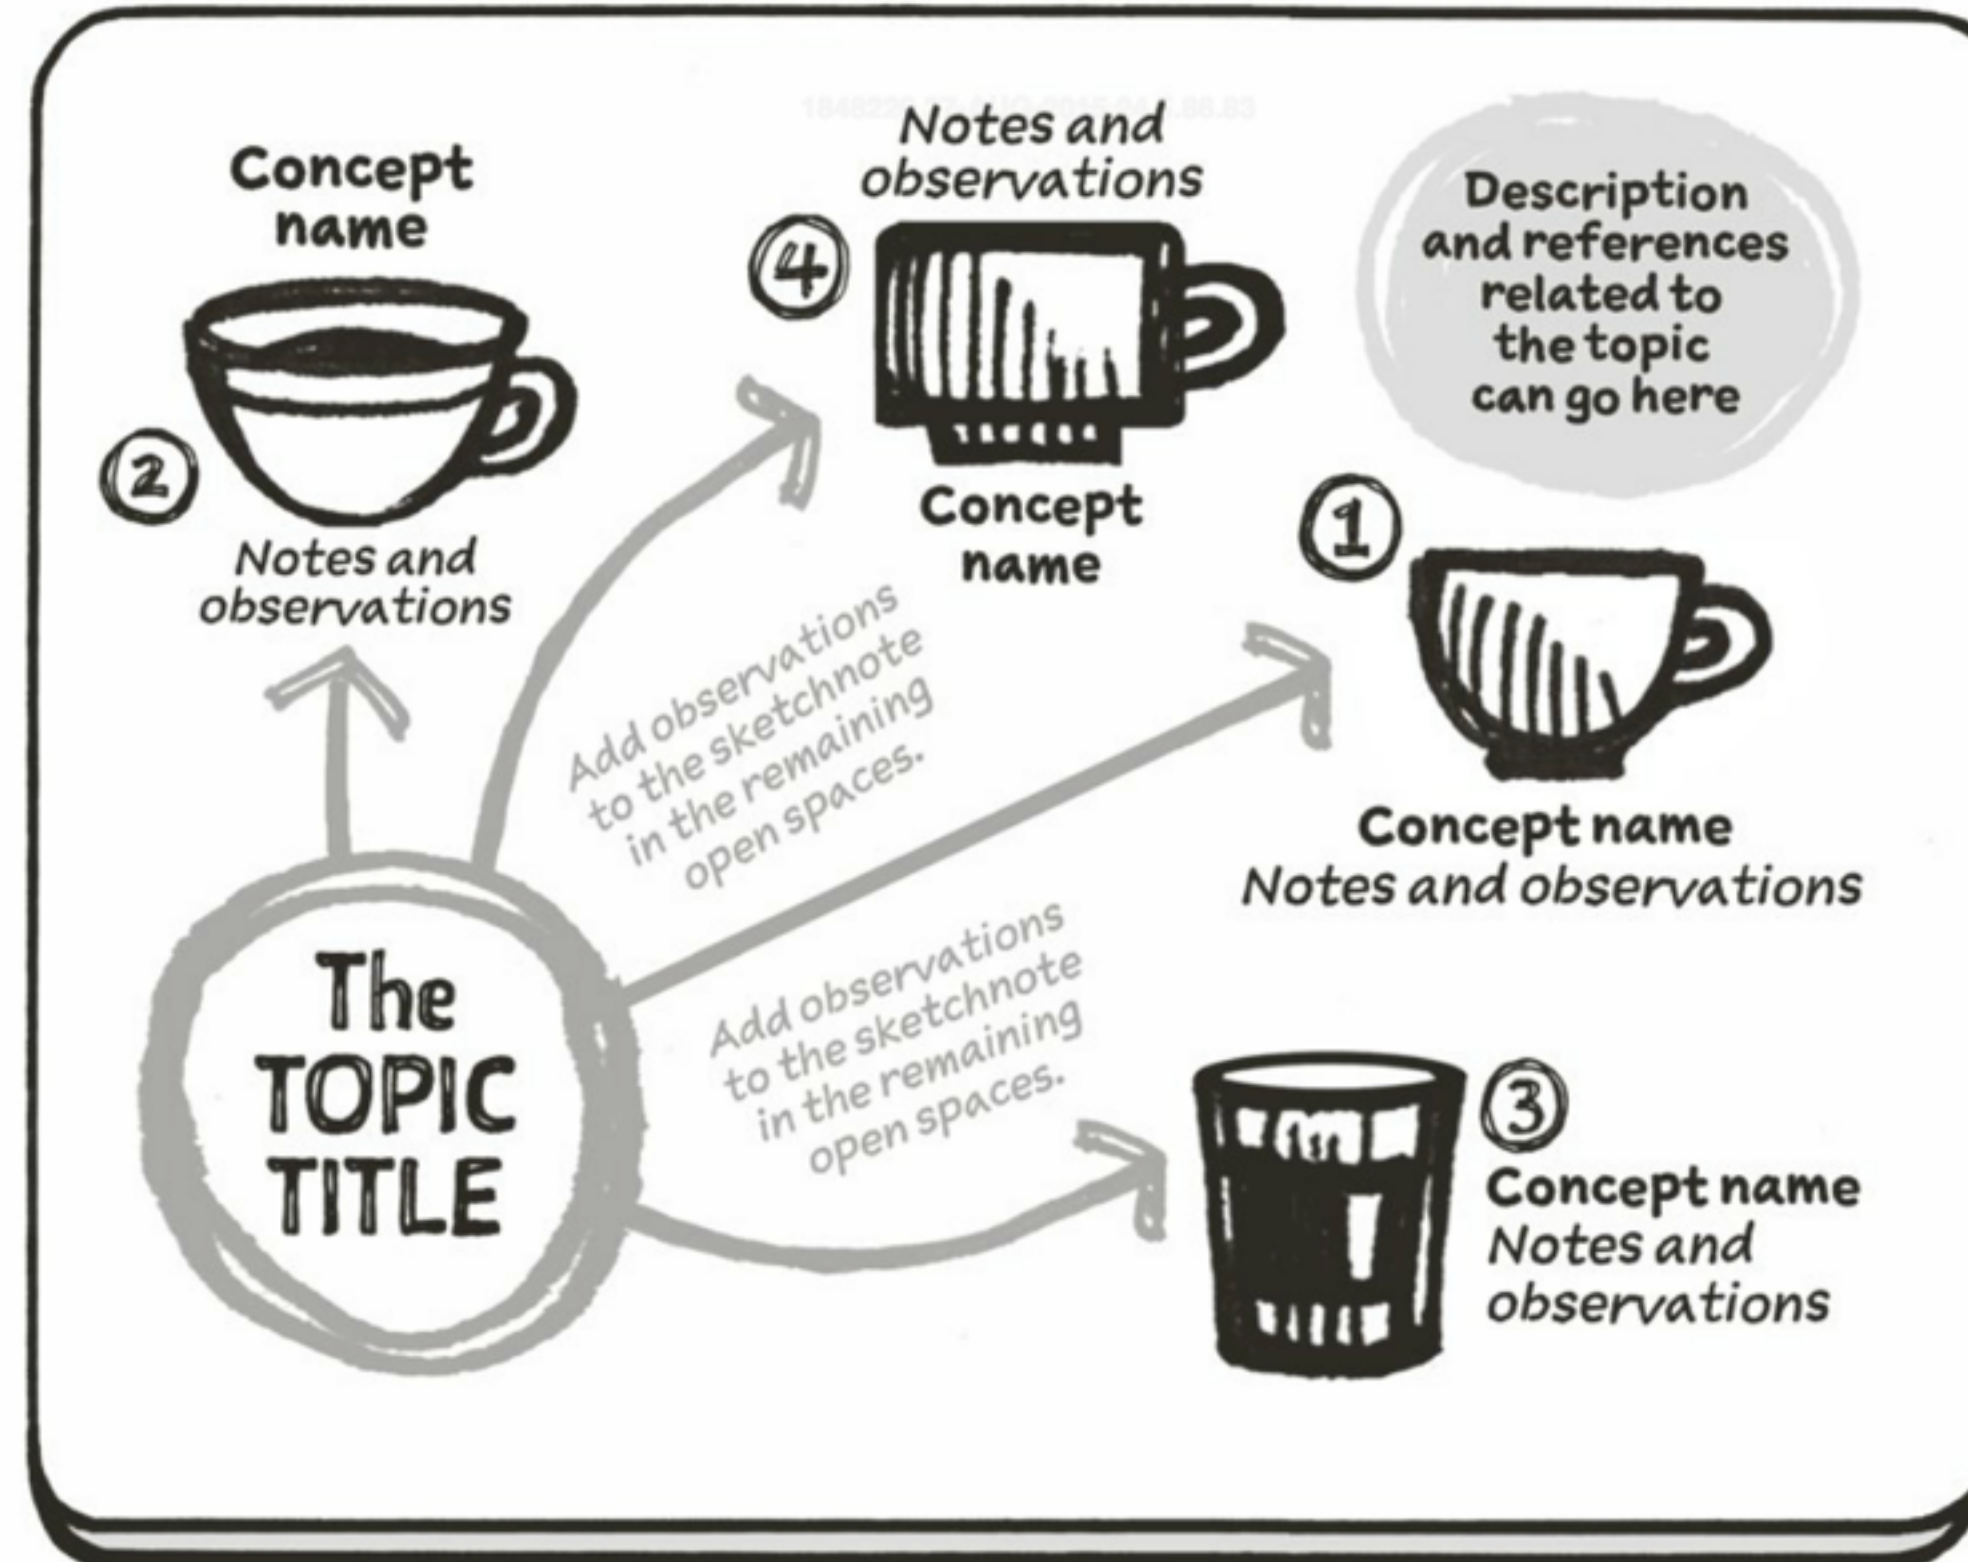 Concept
name
2
Notes and
observations
Notes and
observations
4
Concept
name
Description
and references
related to
the topic
can go here
1
Concept name
Notes and observations
Add observations
to the sketchnote
in the remaining
open spaces.
The
TOPIC
TITLE
Add observations
to the sketchnote
in the remaining
open spaces.
3
Concept name
Notes and
observations